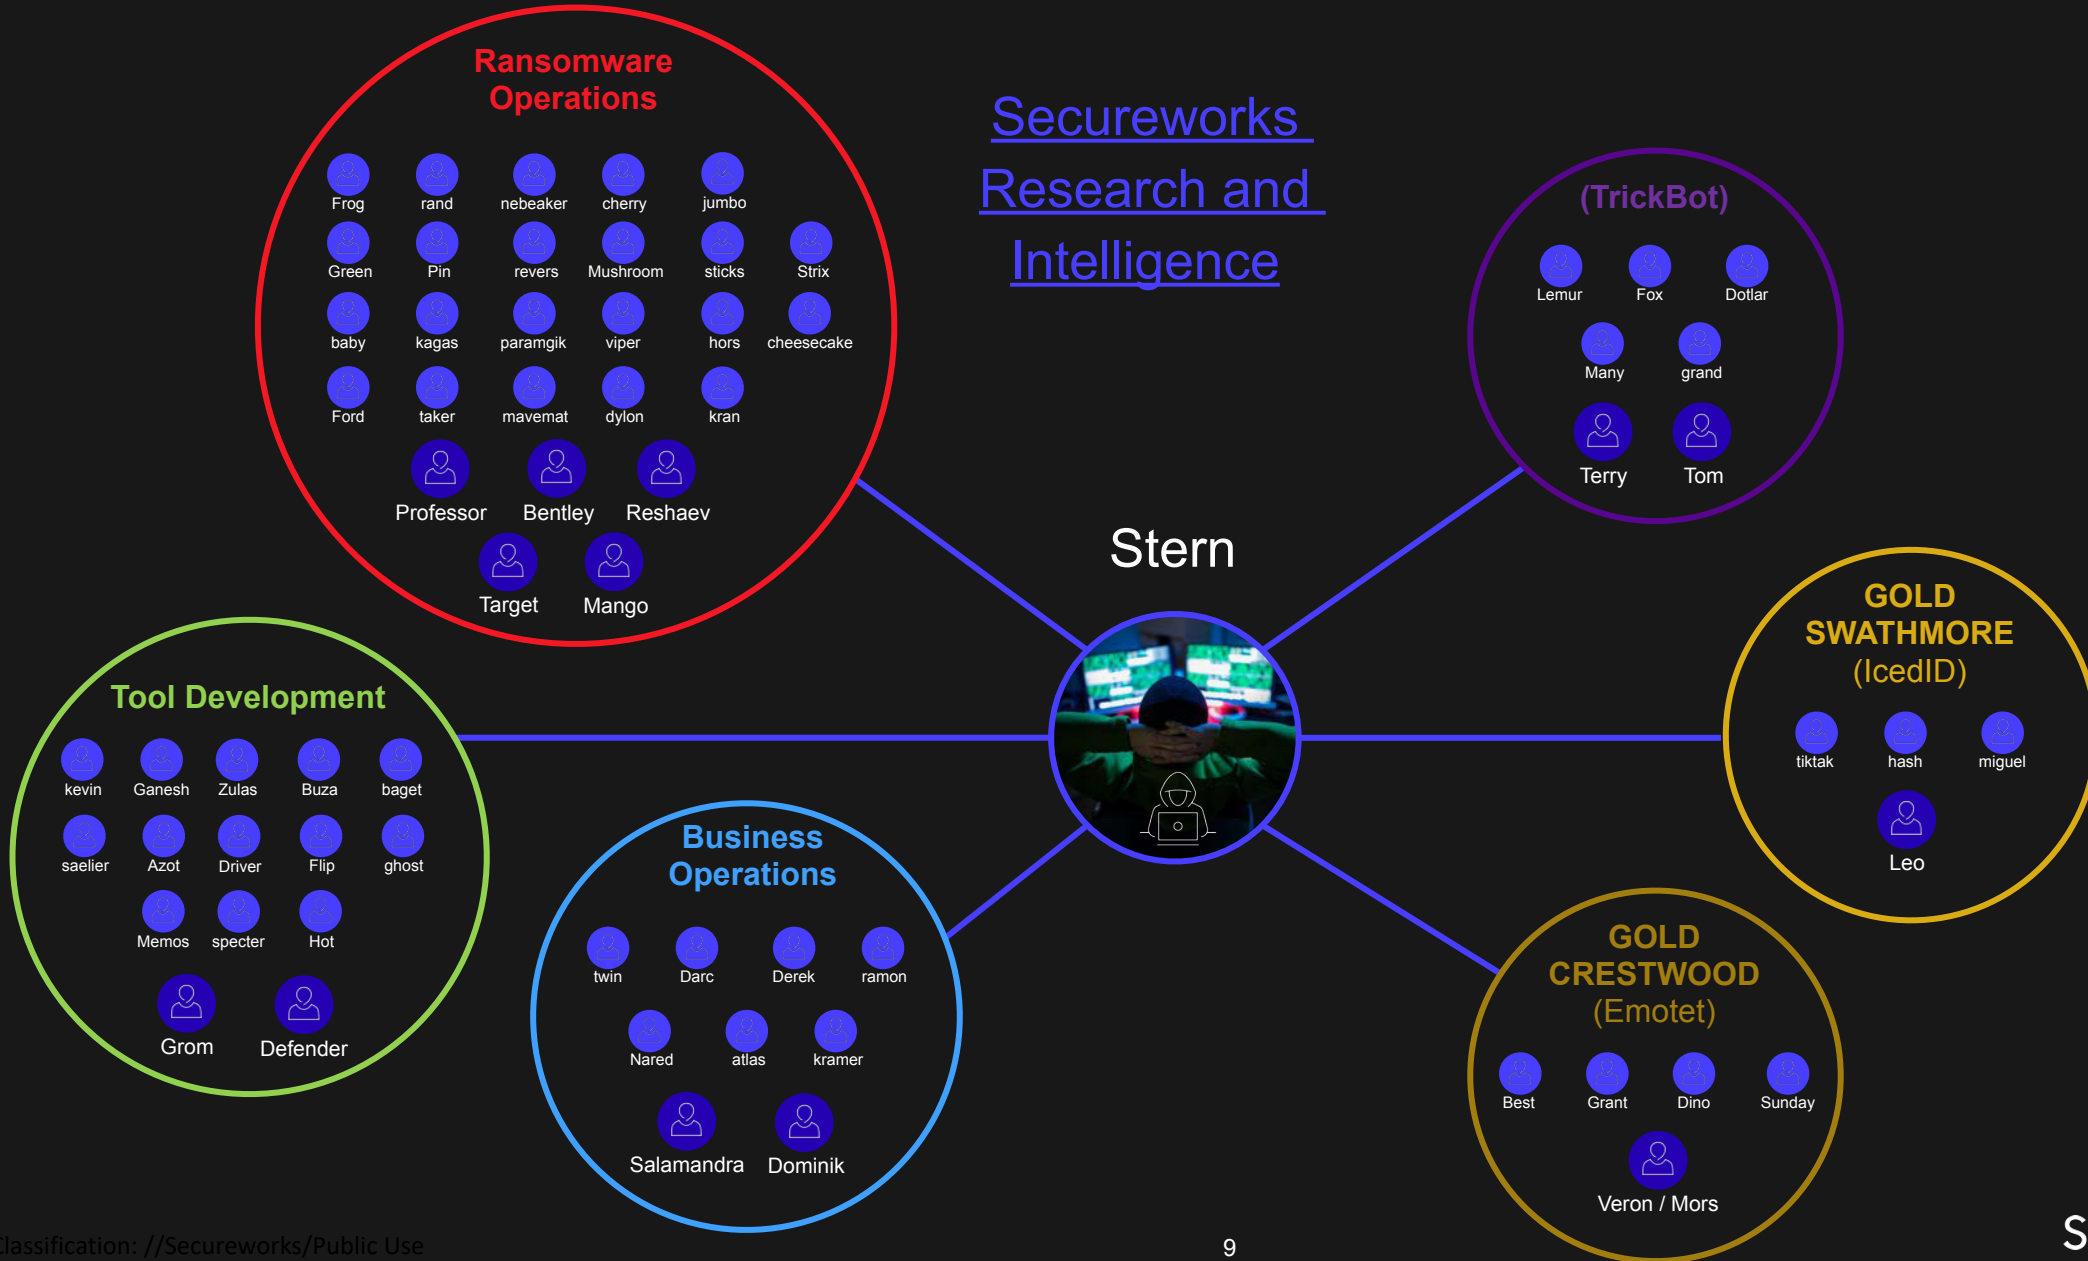 Ransomware
Operations
Frog rand nebeaker cherry jumbo
Green Pin revers Mushroom sticks Strix
baby kagas paramgik viper hors cheesecake
Ford taker mavemat dylon kran
Professor Bentley Reshaev
Target Mango
Secureworks
Research and
Intelligence
(TrickBot)
Lemur Fox Dotlar
Many grand
Terry Tom
Stern
GOLD
SWATHMORE
(IcedID)
tiktak hash miguel
Leo
Tool Development
kevin Ganesh Zulas Buza baget
saelier Azot Driver Flip ghost
Memos specter Hot
Grom Defender
Business
Operations
twin Darc Derek ramon
Nared atlas kramer
Salamandra Dominik
GOLD
CRESTWOOD
(Emotet)
Best Grant Dino Sunday
Veron / Mors
Classification: //Secureworks/Public Use
9
S